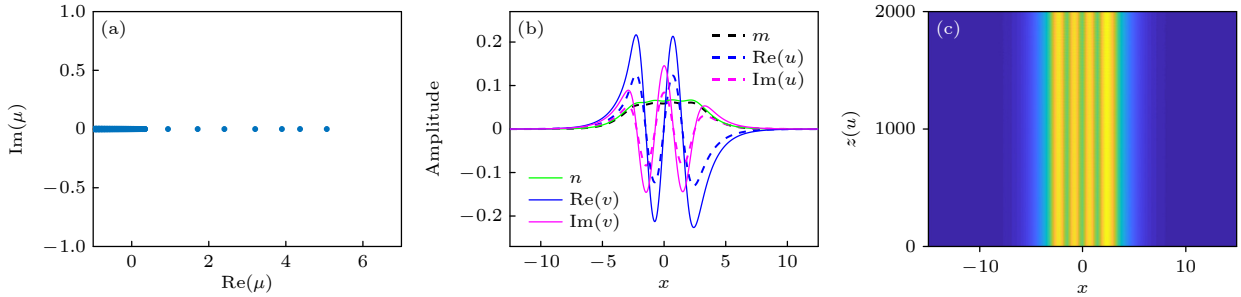 (a)
1.0
0.5
0
−0.5
−1.0
Im(μ)
0
2
4
6
Re(μ)
(b)
0.2
0.1
0
−0.1
−0.2
Amplitude
m
Re(u)
Im(u)
n
Re(v)
Im(v)
−10
−5
0
5
10
x
(c)
2000
1000
0
z(u)
−10
0
10
x